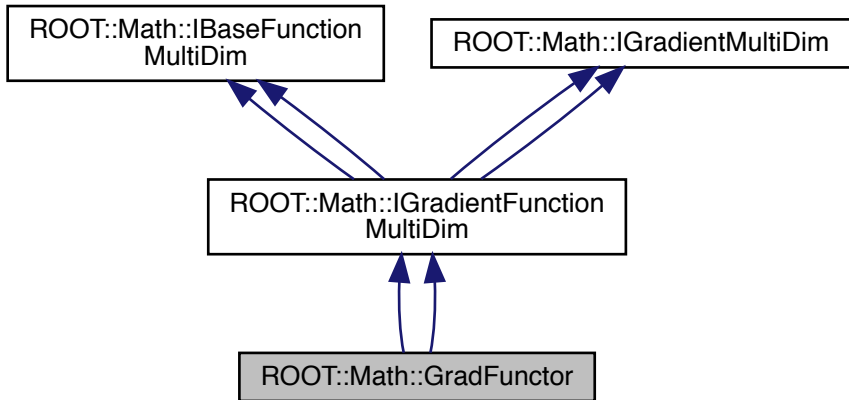 ROOT::Math::IBaseFunction
MultiDim
ROOT::Math::IGradientMultiDim
ROOT::Math::IGradientFunction
MultiDim
ROOT::Math::GradFunctor